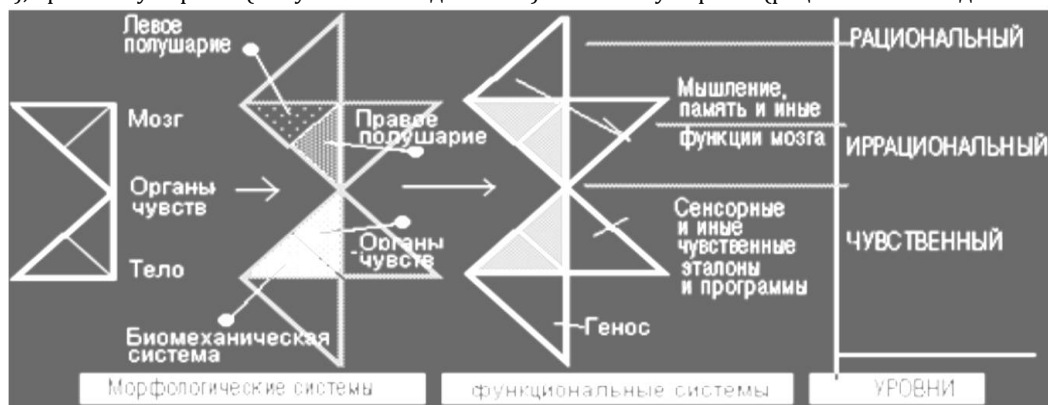 Левое
полушарие
Мозг
Органы
чувств
Тело
Правое
полушарие
Органы
чувств
Биомеханическая
система
Мышление,
память и иные
функции мозга
Сенсорные
и иные
чувственные
эталоны
и программы
Генос
РАЦИОНАЛЬНЫЙ
ИРРАЦИОНАЛЬНЫЙ
ЧУВСТВЕННЫЙ
Морфологические системы
функциональные системы
УРОВНИ